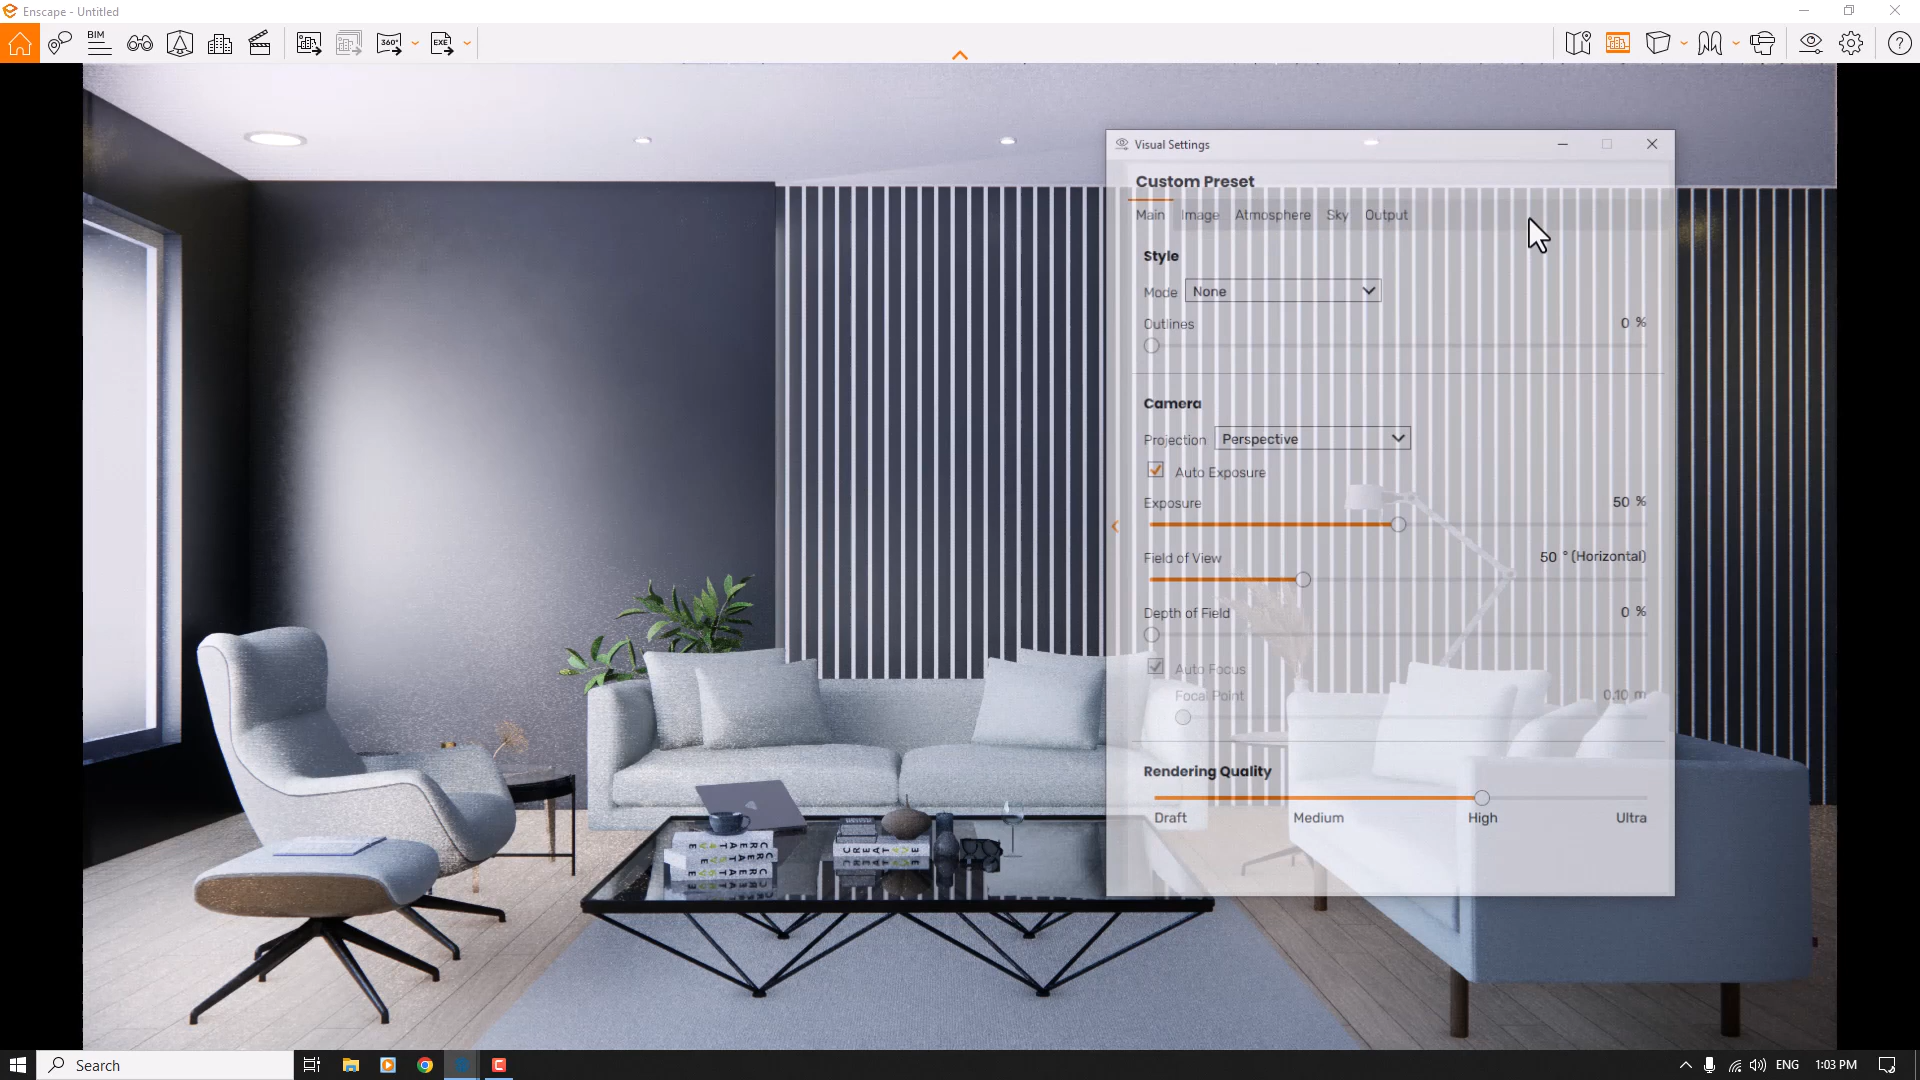 Enscape - Untitled
BIM
360°
EXE
Visual Settings
Custom Preset
Main Image Atmosphere Sky Output
Style
Mode None
Outlines 0 %
Camera
Projection Perspective
Auto Exposure
Exposure 50 %
Field of View 50 ° (Horizontal)
Depth of Field 0 %
Auto Focus
Focal Point 0,10 m
Rendering Quality
Draft Medium High Ultra
Search
ENG 1:03 PM